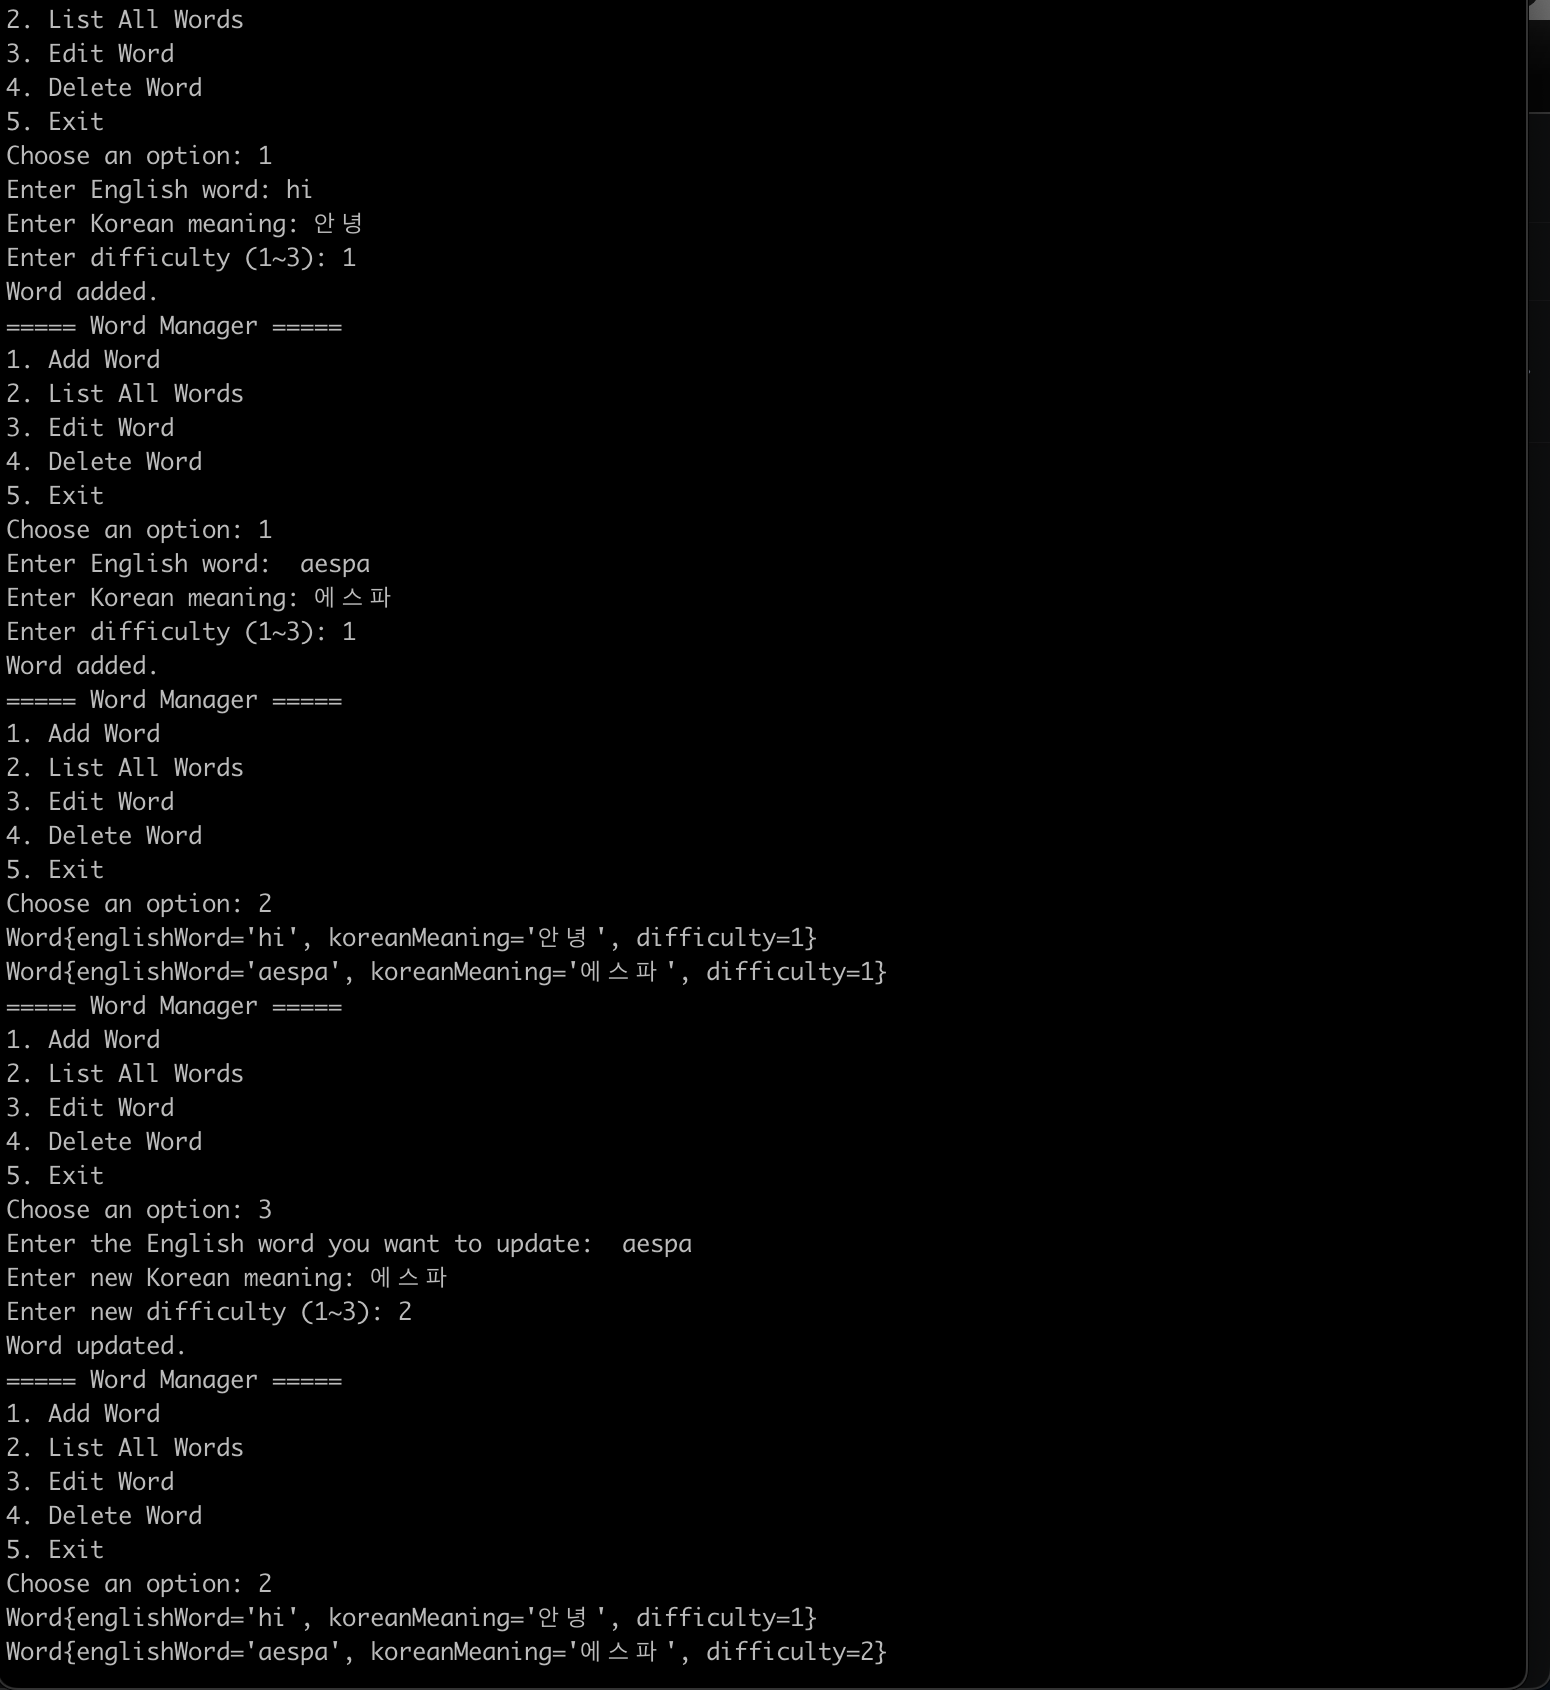 2. List All Words
3. Edit Word
4. Delete Word
5. Exit
Choose an option: 1
Enter English word: hi
Enter Korean meaning: 안녕
Enter difficulty (1~3): 1
Word added.
===== Word Manager =====
1. Add Word
2. List All Words
3. Edit Word
4. Delete Word
5. Exit
Choose an option: 1
Enter English word:  aespa
Enter Korean meaning: 에스파
Enter difficulty (1~3): 1
Word added.
===== Word Manager =====
1. Add Word
2. List All Words
3. Edit Word
4. Delete Word
5. Exit
Choose an option: 2
Word{englishWord='hi', koreanMeaning='안녕', difficulty=1}
Word{englishWord='aespa', koreanMeaning='에스파', difficulty=1}
===== Word Manager =====
1. Add Word
2. List All Words
3. Edit Word
4. Delete Word
5. Exit
Choose an option: 3
Enter the English word you want to update:  aespa
Enter new Korean meaning: 에스파
Enter new difficulty (1~3): 2
Word updated.
===== Word Manager =====
1. Add Word
2. List All Words
3. Edit Word
4. Delete Word
5. Exit
Choose an option: 2
Word{englishWord='hi', koreanMeaning='안녕', difficulty=1}
Word{englishWord='aespa', koreanMeaning='에스파', difficulty=2}